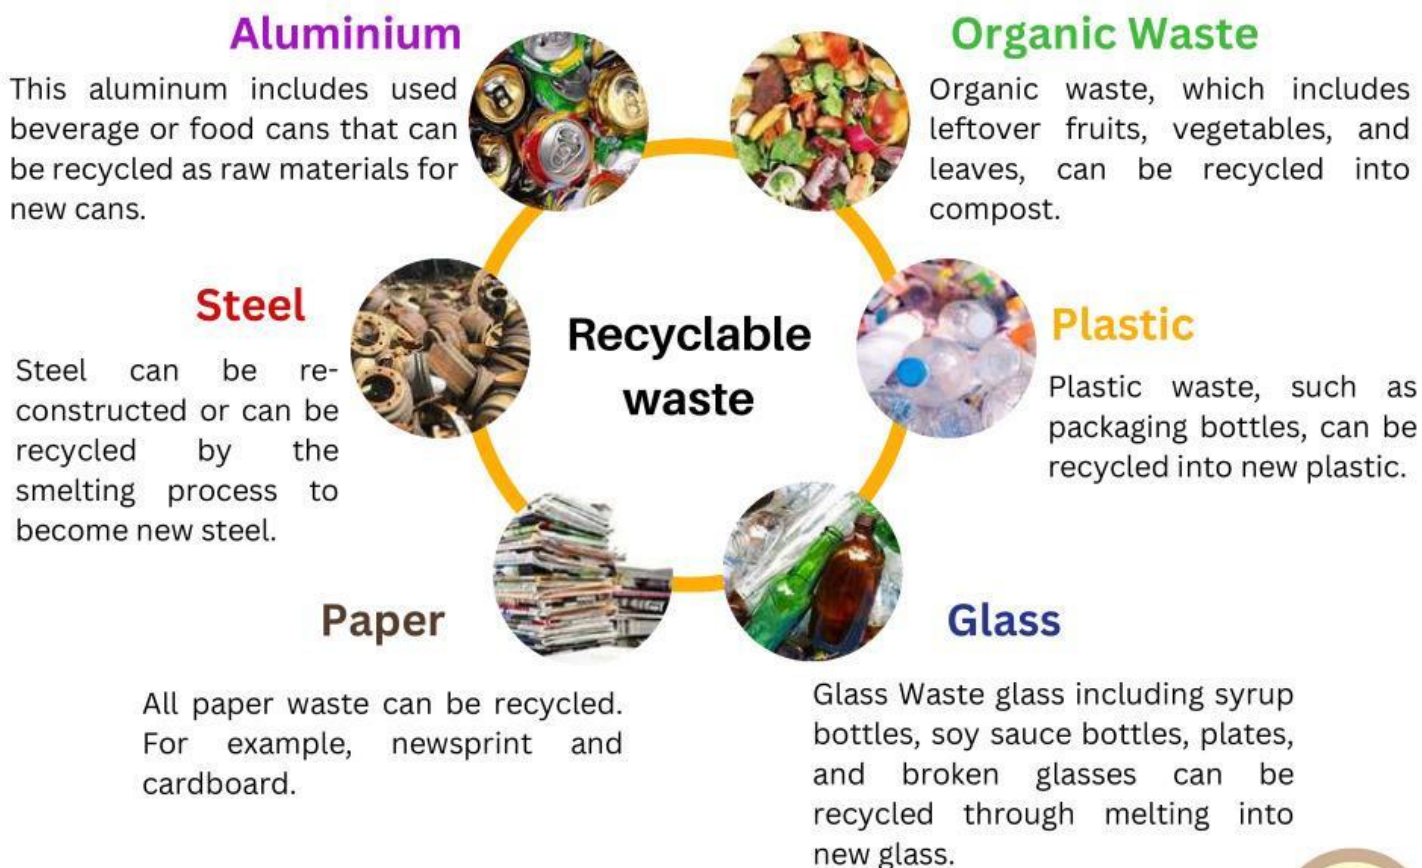 Aluminium
This aluminum includes used
beverage or food cans that can
be recycled as raw materials for
new cans.
Organic Waste
Organic waste, which includes
leftover fruits, vegetables, and
leaves, can be recycled into
compost.
Steel
Steel can be re-
constructed or can be
recycled by the
smelting process to
become new steel.
Recyclable
waste
Plastic
Plastic waste, such as
packaging bottles, can be
recycled into new plastic.
Paper
All paper waste can be recycled.
For example, newsprint and
cardboard.
Glass
Glass Waste glass including syrup
bottles, soy sauce bottles, plates,
and broken glasses can be
recycled through melting into
new glass.